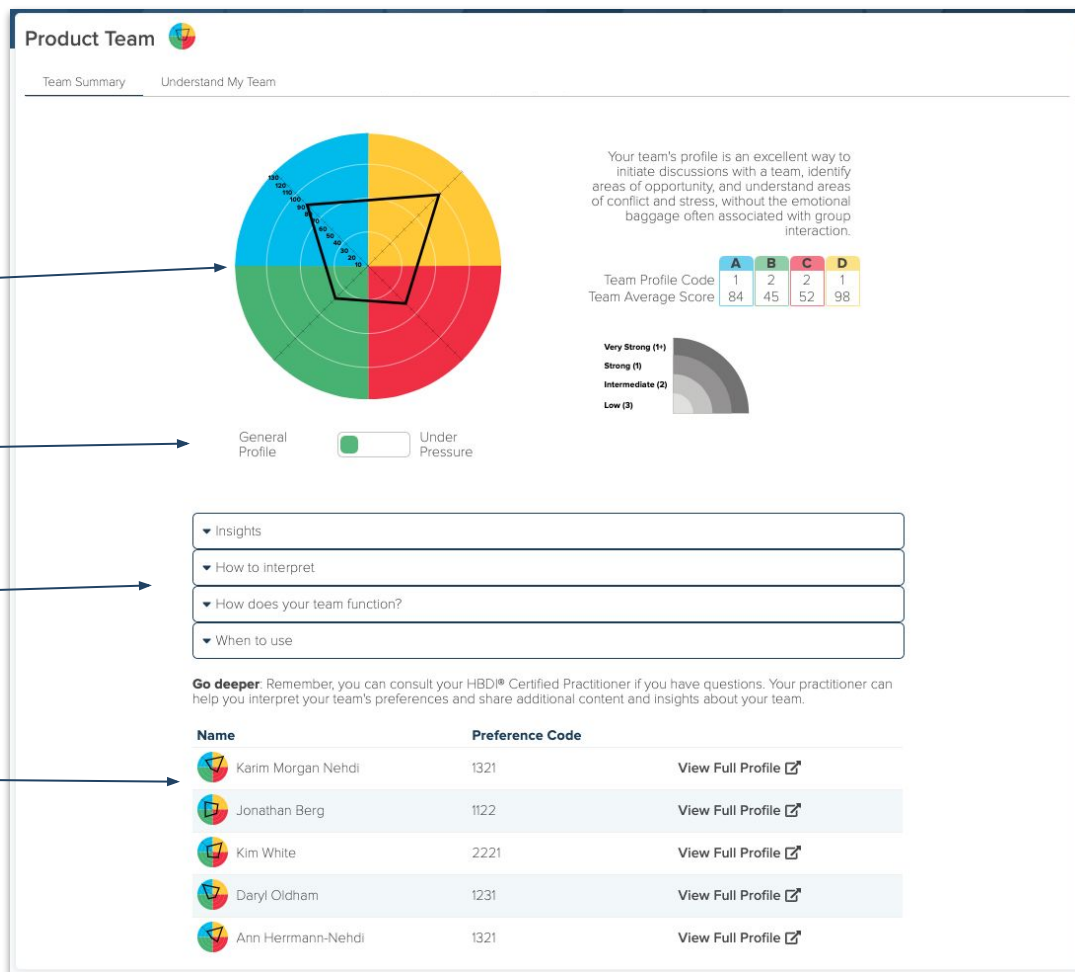 Product Team
Team Summary Understand My Team
130
120
110
100
90
80
70
60
50
40
30
20
10
Your team's profile is an excellent way to
initiate discussions with a team, identify
areas of opportunity, and understand areas
of conflict and stress, without the emotional
baggage often associated with group
interaction.
A B C D
Team Profile Code 1 2 2 1
Team Average Score 84 45 52 98
Very Strong (1+)
Strong (1)
Intermediate (2)
Low (3)
General
Profile
Under
Pressure
Insights
How to interpret
How does your team function?
When to use
Go deeper: Remember, you can consult your HBDI® Certified Practitioner if you have questions. Your practitioner can
help you interpret your team's preferences and share additional content and insights about your team.
Name Preference Code
Karim Morgan Nehdi 1321 View Full Profile
Jonathan Berg 1122 View Full Profile
Kim White 2221 View Full Profile
Daryl Oldham 1231 View Full Profile
Ann Herrmann-Nehdi 1321 View Full Profile